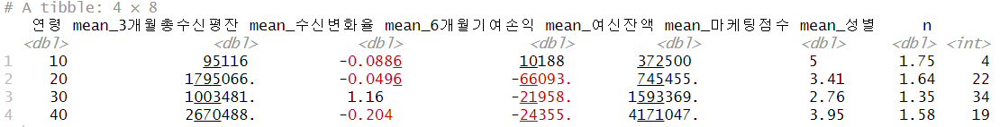 # A tibble: 4 × 8
연령 mean_3개월총수신평잔 mean_수신변화율 mean_6개월기여손익 mean_여신잔액 mean_마케팅점수 mean_성별 n
<dbl> <dbl> <dbl> <dbl> <dbl> <dbl> <dbl> <int>
1 10 95116 -0.0886 10188 372500 5 1.75 4
2 20 1795066. -0.0496 -66093. 745455. 3.41 1.64 22
3 30 1003481. 1.16 -21958. 1593369. 2.76 1.35 34
4 40 2670488. -0.204 -24355. 4171047. 3.95 1.58 19